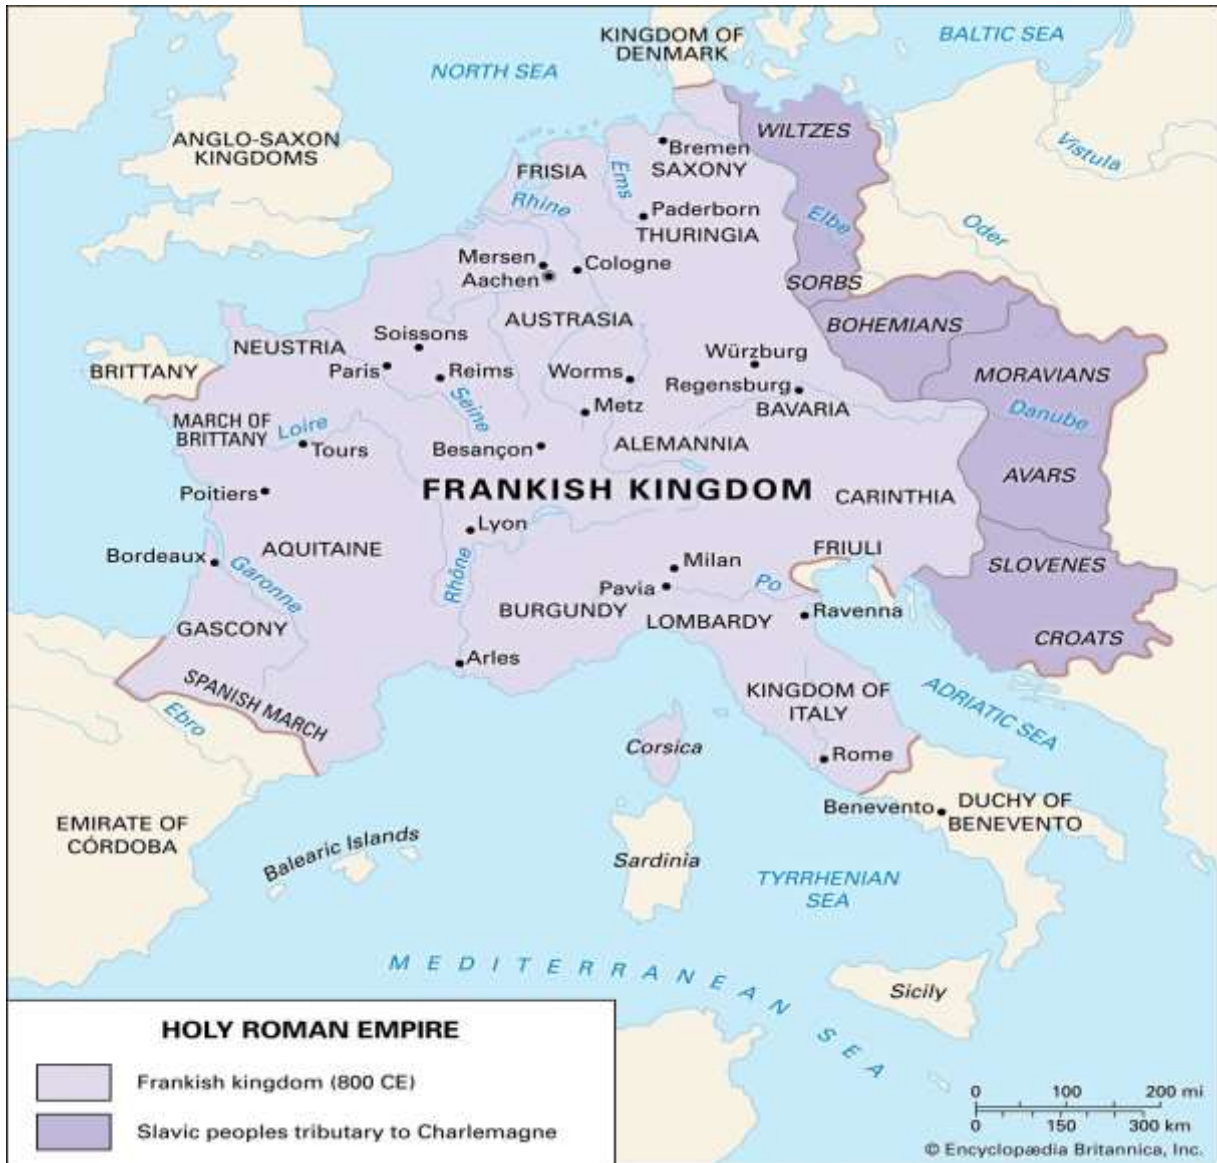 KINGDOM OF
DENMARK
BALTIC SEA
NORTH SEA
ANGLO-SAXON
KINGDOMS
WILTZES
Vistula
Bremen
SAXONY
FRISIA
Ems
Rhine
Paderborn
THURINGIA
Elbe
Oder
Mersen
Aachen
Cologne
SORBS
AUSTRASIA
BOHEMIANS
Soissons
NEUSTRIA
Paris
Reims
Worms
Würzburg
Regensburg
BRITTANY
MORAVIANS
Seine
Metz
BAVARIA
Danube
MARCH OF
BRITTANY
Loire
Tours
Besançon
ALEMANNIA
AVARS
Poitiers
FRANKISH KINGDOM
CARINTHIA
Lyon
Bordeaux
AQUITAINE
Garonne
Rhône
Milan
FRIULI
SLOVENES
Pavia
Po
BURGUNDY
LOMBARDY
Ravenna
GASCONY
CROATS
Arles
SPANISH MARCH
Ebro
KINGDOM OF
ITALY
ADRIATIC SEA
Corsica
Rome
Benevento
DUCHY OF
BENEVENTO
EMIRATE OF
CÓRDOBA
Balearic Islands
Sardinia
TYRRHENIAN
SEA
MEDITERRANEAN SEA
Sicily
HOLY ROMAN EMPIRE
Frankish kingdom (800 CE)
Slavic peoples tributary to Charlemagne
0 100 200 mi
0 150 300 km
© Encyclopædia Britannica, Inc.